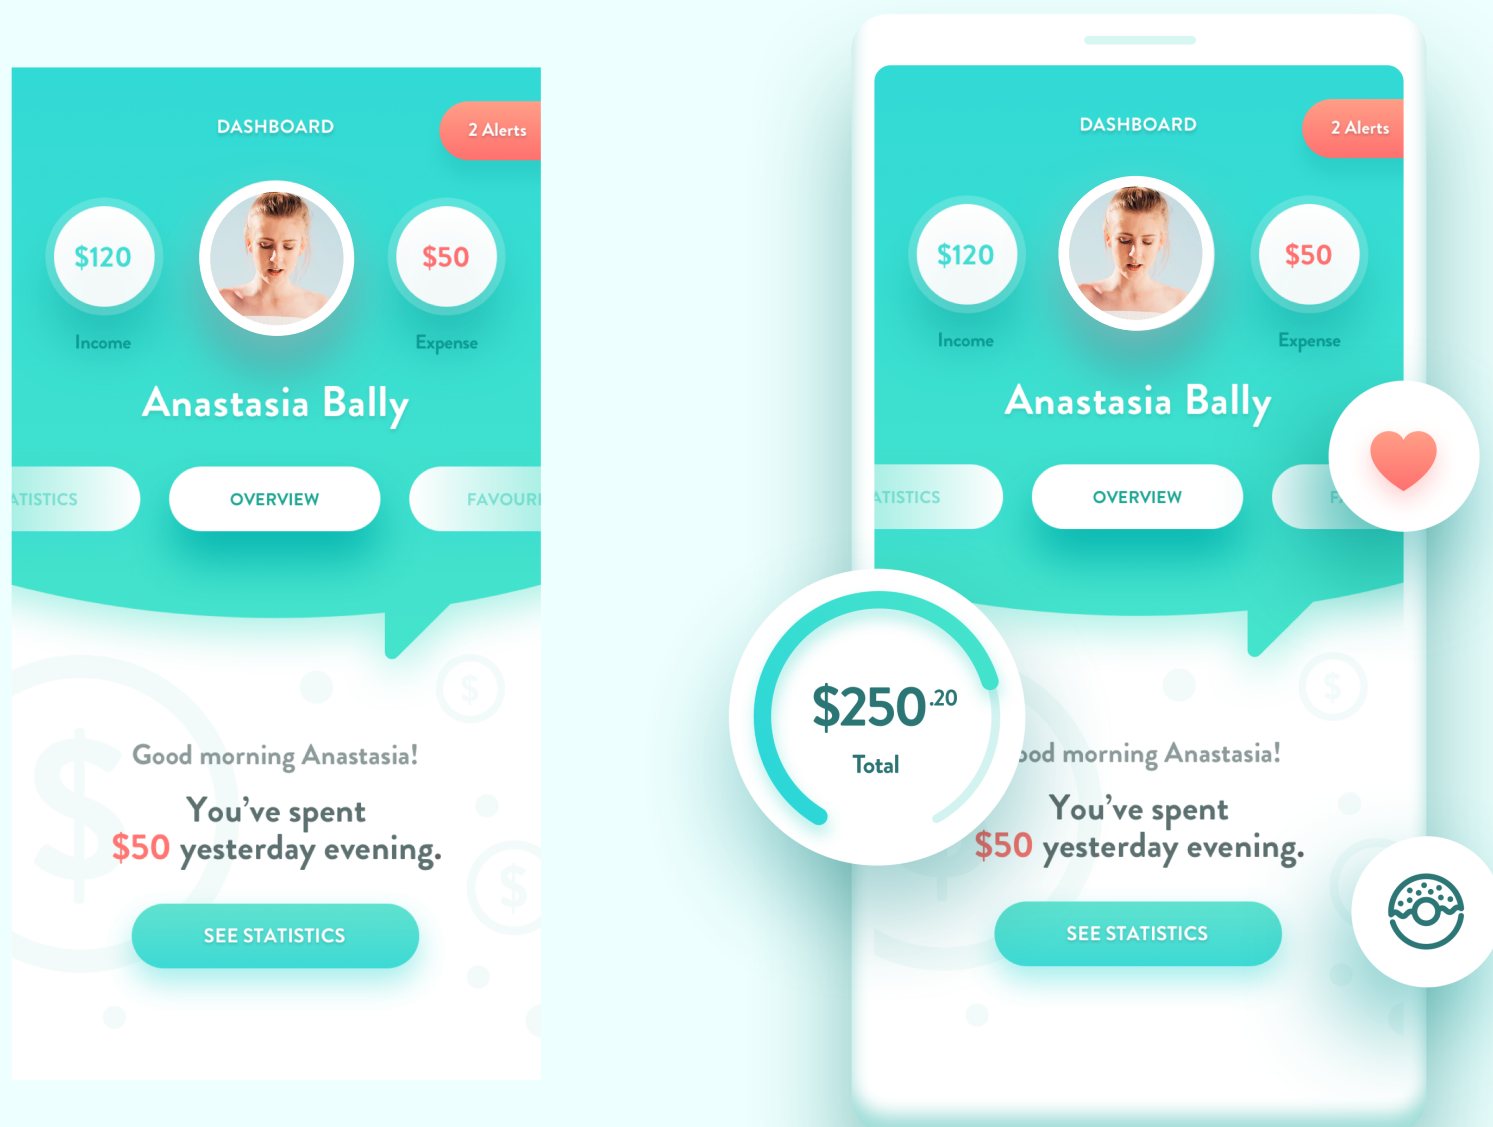 DASHBOARD
2 Alerts
$120
$50
Income
Expense
Anastasia Bally
ATISTICS
OVERVIEW
FAVOURI
$
$
$
Good morning Anastasia!
You've spent
$50 yesterday evening.
SEE STATISTICS
DASHBOARD
2 Alerts
$120
$50
Income
Expense
Anastasia Bally
ATISTICS
OVERVIEW
F
$250.20
Total
$
ood morning Anastasia!
You've spent
$50 yesterday evening.
SEE STATISTICS